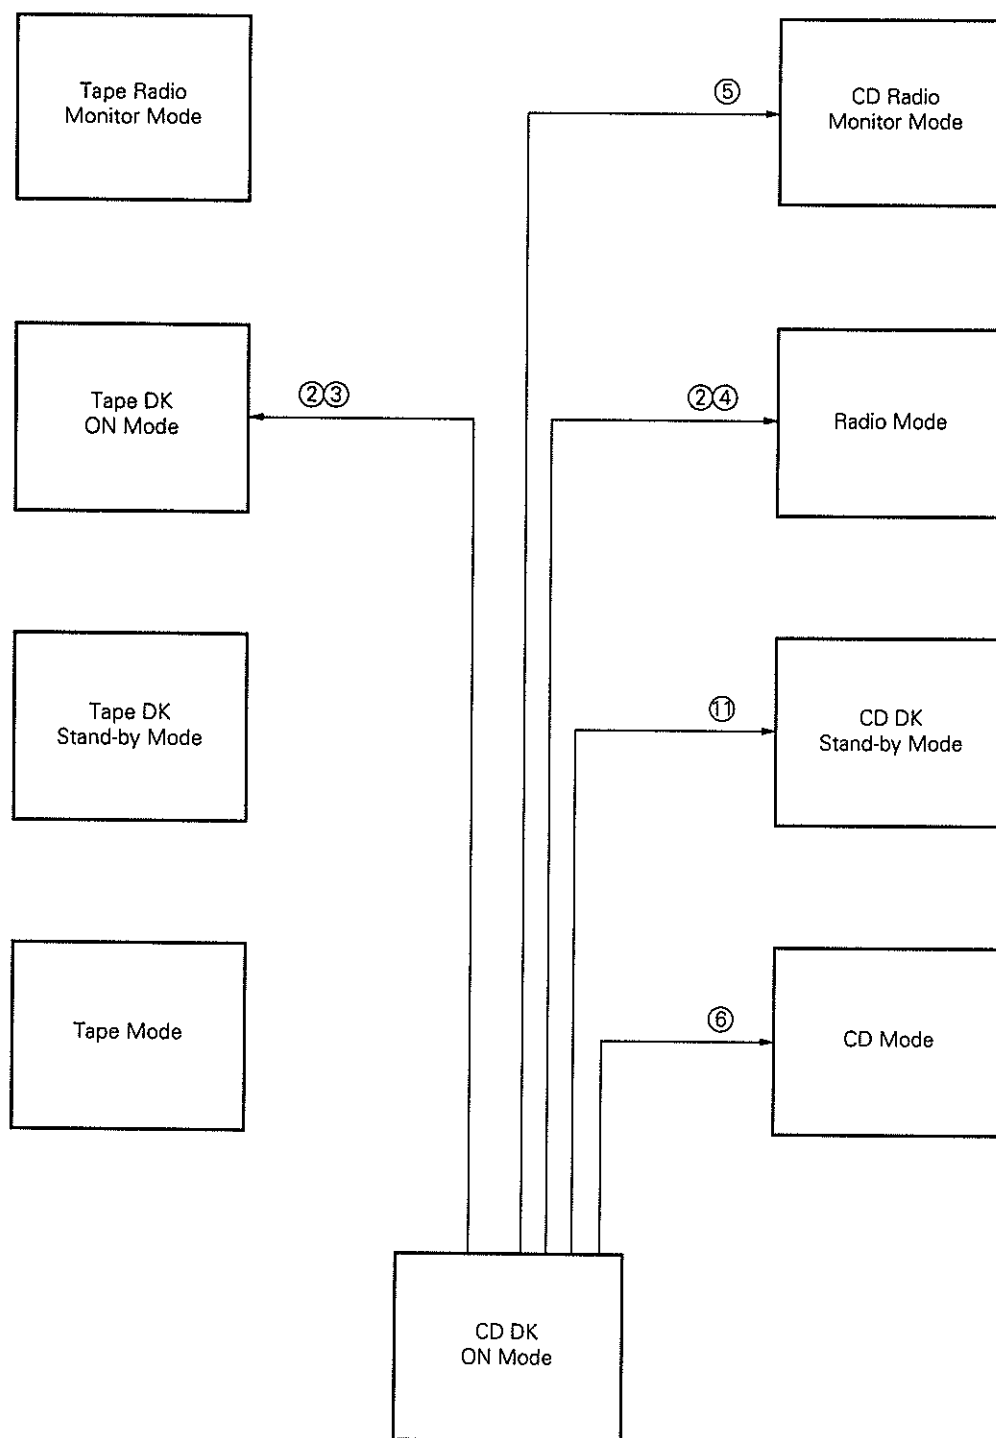 Tape Radio
Monitor Mode
⑤
CD Radio
Monitor Mode
Tape DK
ON Mode
②③
②④
Radio Mode
Tape DK
Stand-by Mode
⑪
CD DK
Stand-by Mode
Tape Mode
⑥
CD Mode
CD DK
ON Mode